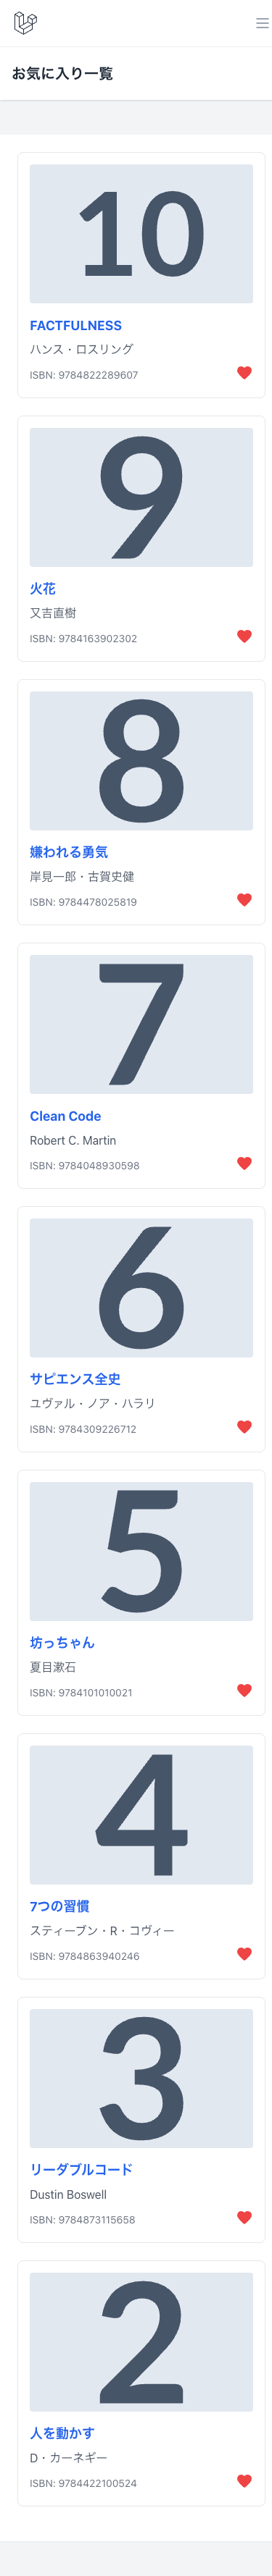 お気に入り一覧
10
FACTFULNESS
ハンス・ロスリング
ISBN: 9784822289607
9
火花
又吉直樹
ISBN: 9784163902302
8
嫌われる勇気
岸見一郎・古賀史健
ISBN: 9784478025819
7
Clean Code
Robert C. Martin
ISBN: 9784048930598
6
サピエンス全史
ユヴァル・ノア・ハラリ
ISBN: 9784309226712
5
坊っちゃん
夏目漱石
ISBN: 9784101010021
4
7つの習慣
スティーブン・R・コヴィー
ISBN: 9784863940246
3
リーダブルコード
Dustin Boswell
ISBN: 9784873115658
2
人を動かす
D・カーネギー
ISBN: 9784422100524